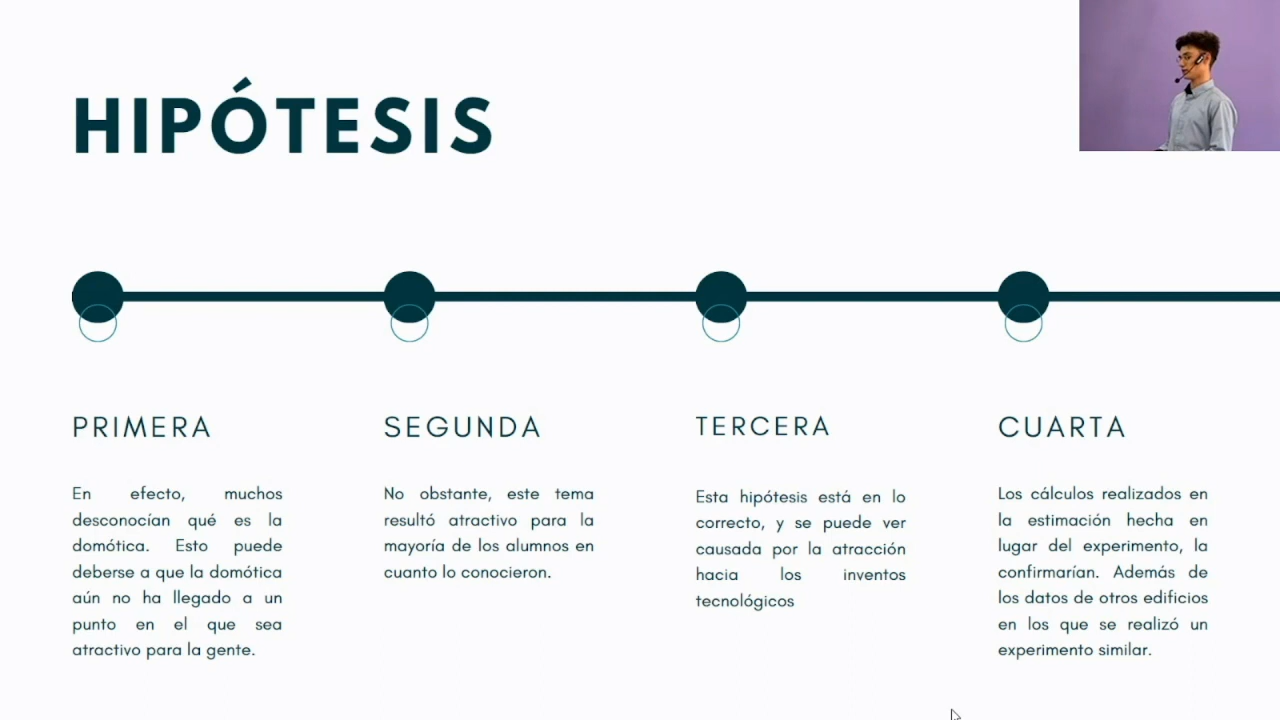 HIPÓTESIS
PRIMERA
En efecto, muchos
desconocían qué es la
domótica. Esto puede
deberse a que la domótica
aún no ha llegado a un
punto en el que sea
atractivo para la gente.
SEGUNDA
No obstante, este tema
resultó atractivo para la
mayoría de los alumnos en
cuanto lo conocieron.
TERCERA
Esta hipótesis está en lo
correcto, y se puede ver
causada por la atracción
hacia los inventos
tecnológicos
CUARTA
Los cálculos realizados en
la estimación hecha en
lugar del experimento, la
confirmarían. Además de
los datos de otros edificios
en los que se realizó un
experimento similar.